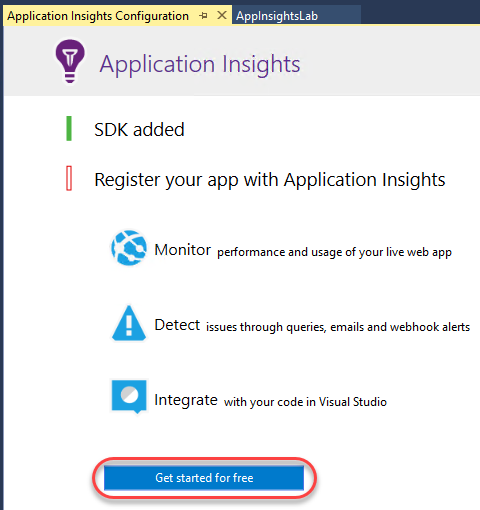 Application Insights Configuration
AppInsightsLab
Application Insights
SDK added
Register your app with Application Insights
Monitor performance and usage of your live web app
Detect issues through queries, emails and webhook alerts
Integrate with your code in Visual Studio
Get started for free